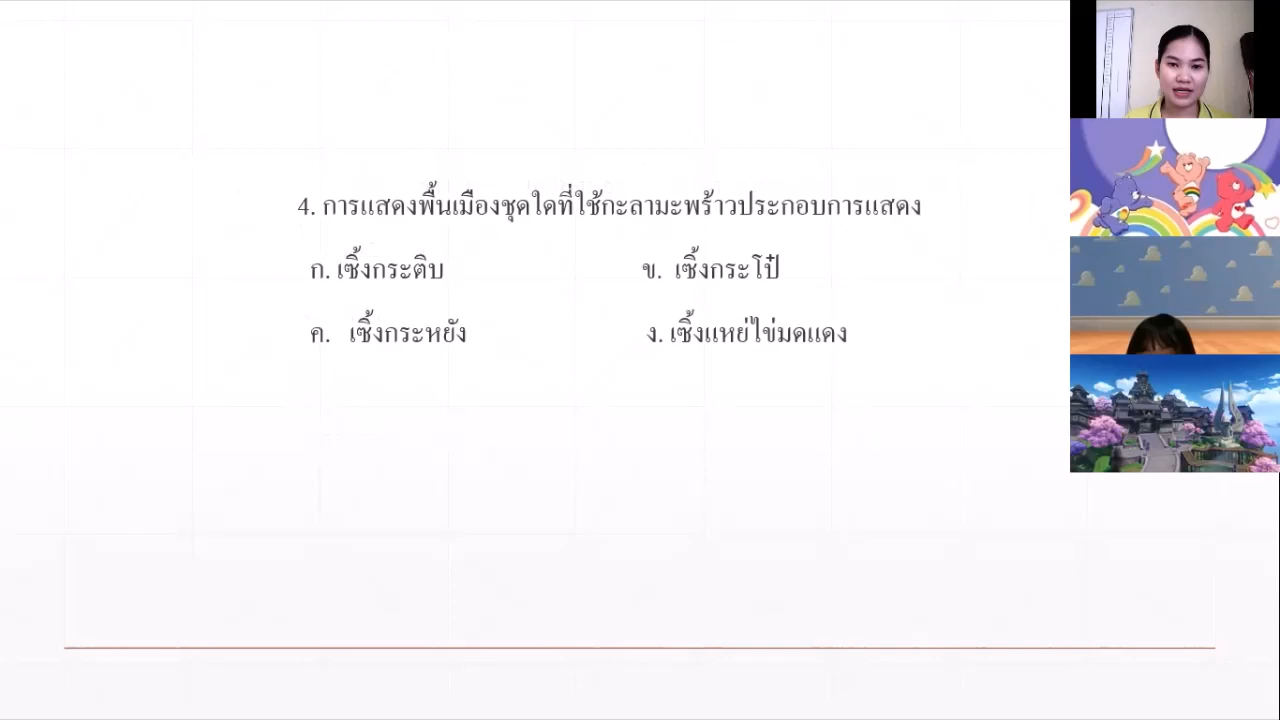 4. การแสดงพื้นเมืองชุดใดที่ใช้กะลามะพร้าวประกอบการแสดง
ก. เซิ้งกระติบ ข. เซิ้งกระโป๋
ค. เซิ้งกระหยัง ง. เซิ้งแหย่ไข่มดแดง